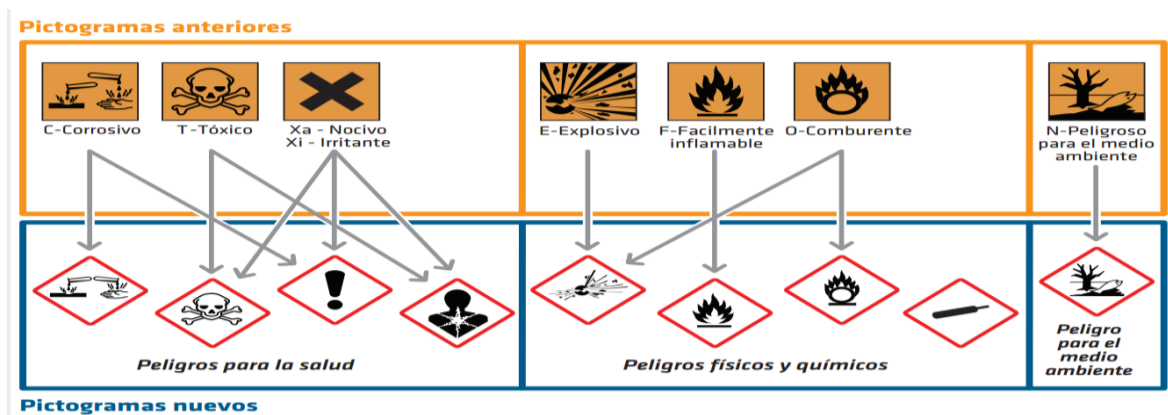 Pictogramas anteriores
C-Corrosivo
T-Tóxico
Xa - Nocivo
Xi - Irritante
E-Explosivo
F-Facilmente
inflamable
O-Comburente
N-Peligroso
para el medio
ambiente
Peligros para la salud
Peligros físicos y químicos
Peligro
para el
medio
ambiente
Pictogramas nuevos